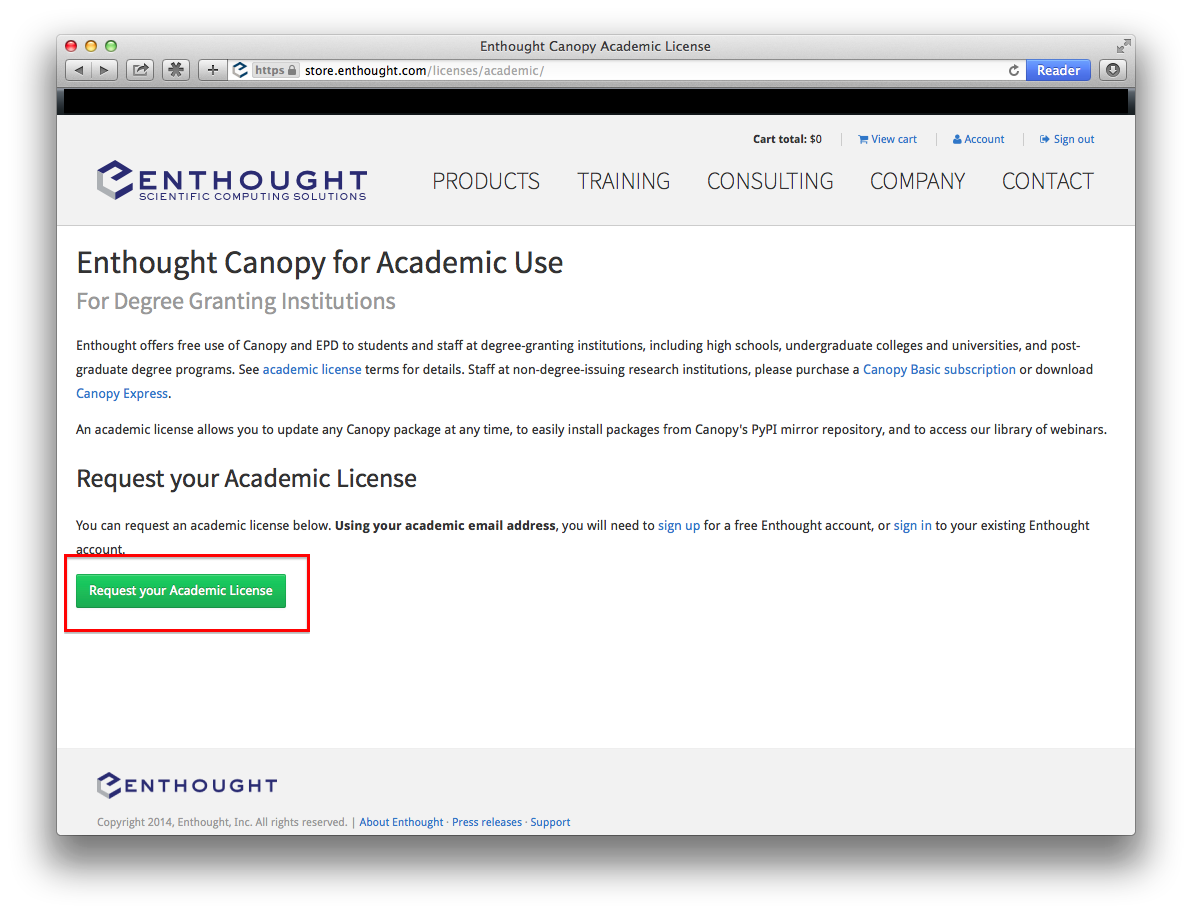 Enthought Canopy Academic License
https store.enthought.com/licenses/academic/ Reader
Cart total: $0 View cart Account Sign out
ENTHOUGHT
SCIENTIFIC COMPUTING SOLUTIONS
PRODUCTS TRAINING CONSULTING COMPANY CONTACT
Enthought Canopy for Academic Use
For Degree Granting Institutions
Enthought offers free use of Canopy and EPD to students and staff at degree-granting institutions, including high schools, undergraduate colleges and universities, and post-
graduate degree programs. See academic license terms for details. Staff at non-degree-issuing research institutions, please purchase a Canopy Basic subscription or download
Canopy Express.
An academic license allows you to update any Canopy package at any time, to easily install packages from Canopy's PyPI mirror repository, and to access our library of webinars.
Request your Academic License
You can request an academic license below. Using your academic email address, you will need to sign up for a free Enthought account, or sign in to your existing Enthought
account.
Request your Academic License
ENTHOUGHT
Copyright 2014, Enthought, Inc. All rights reserved. | About Enthought · Press releases · Support